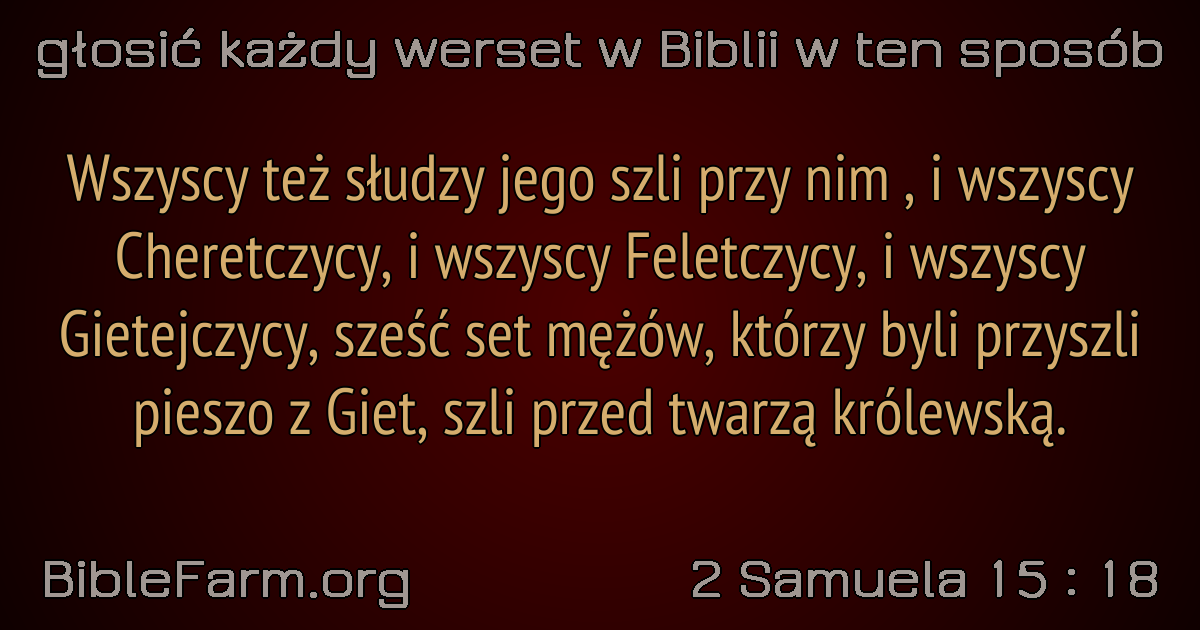 głosić każdy werset w Biblii w ten sposób
Wszyscy też słudzy jego szli przy nim , i wszyscy
Cheretczycy, i wszyscy Feletczycy, i wszyscy
Gietejczycy, sześć set mężów, którzy byli przyszli
pieszo z Giet, szli przed twarzą królewską.
BibleFarm.org
2 Samuela 15 : 18